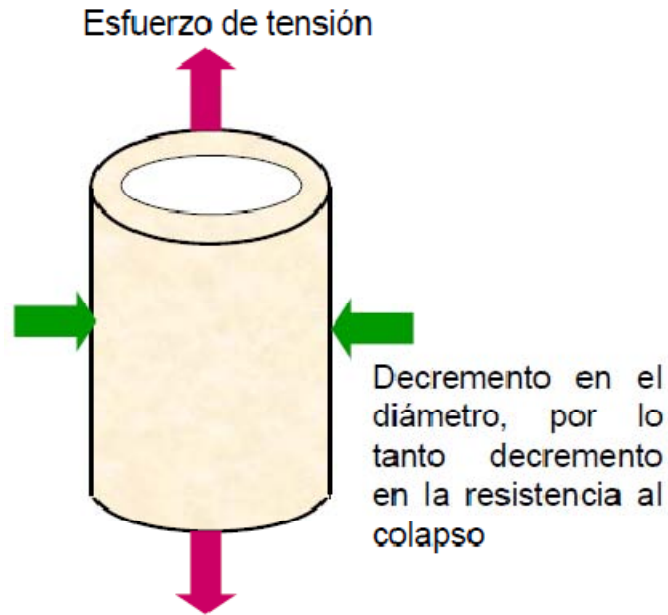 Esfuerzo de tensión
Decremento en el
diámetro, por lo
tanto decremento
en la resistencia al
colapso